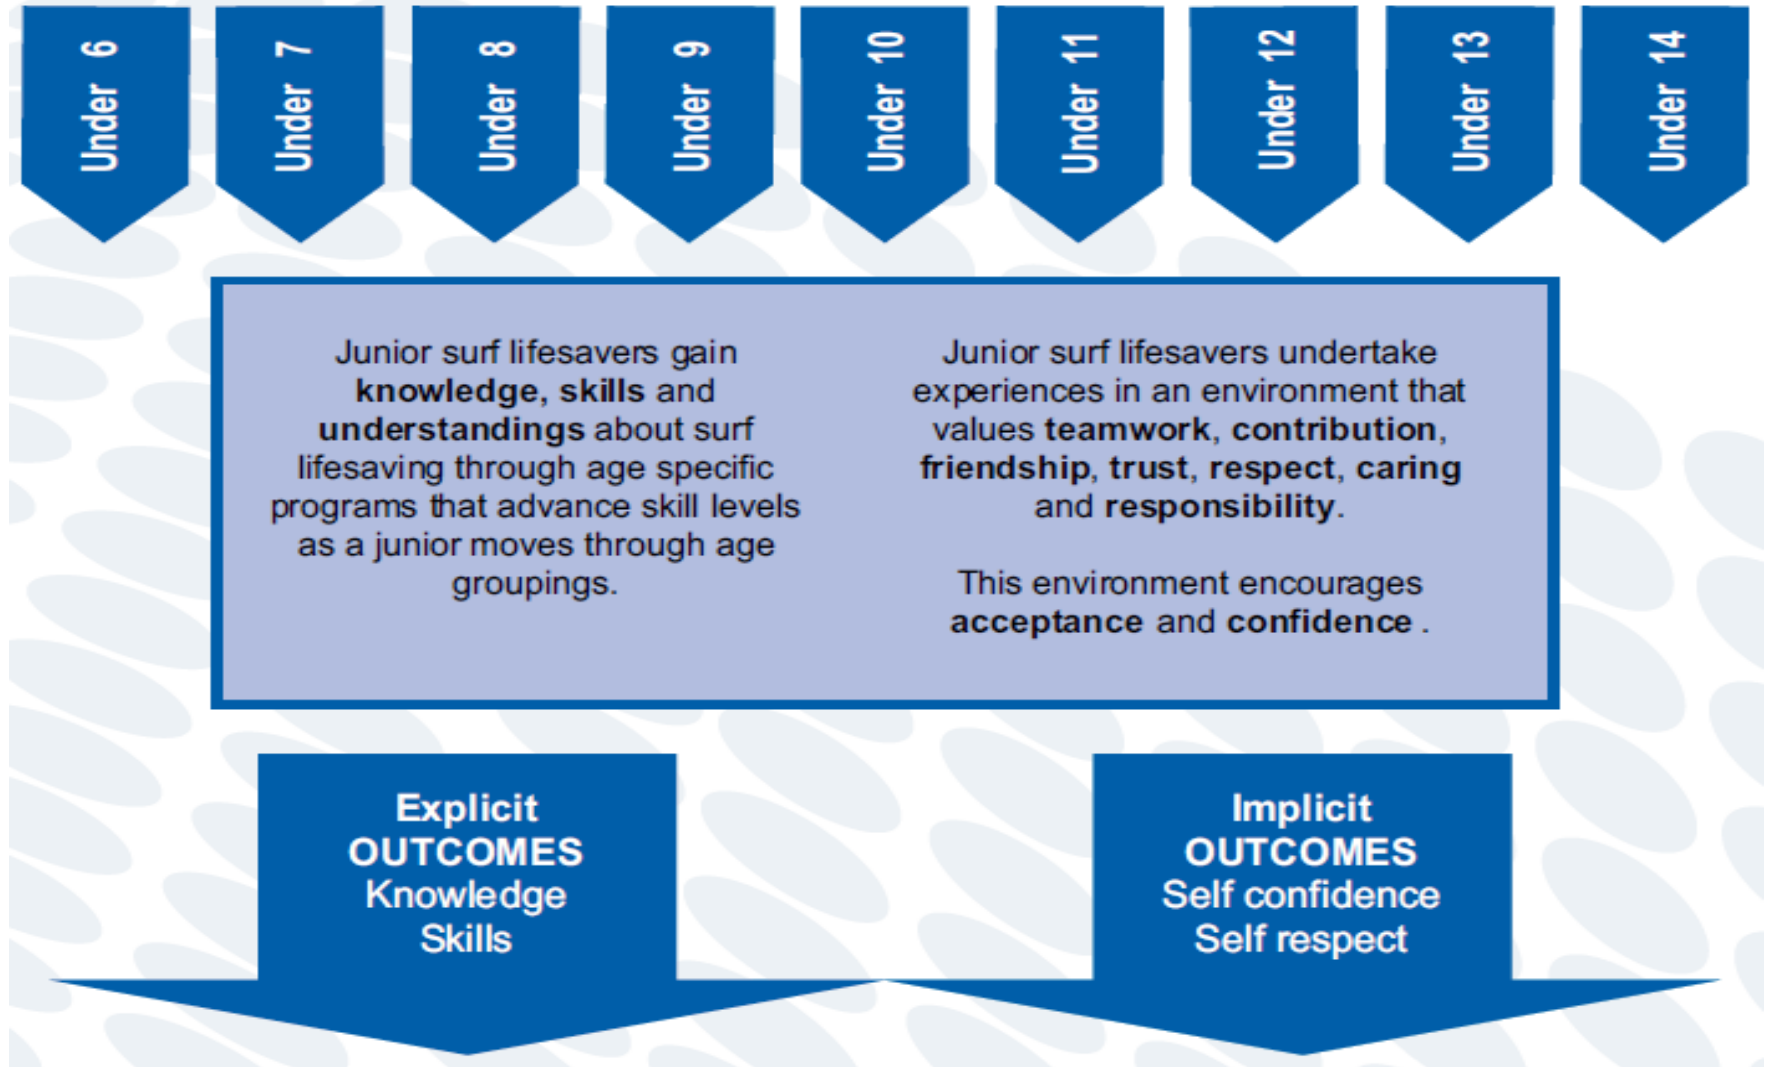 Under 6
Under 7
Under 8
Under 9
Under 10
Under 11
Under 12
Under 13
Under 14
Junior surf lifesavers gain
knowledge, skills and
understandings about surf
lifesaving through age specific
programs that advance skill levels
as a junior moves through age
groupings.
Junior surf lifesavers undertake
experiences in an environment that
values teamwork, contribution,
friendship, trust, respect, caring
and responsibility.
This environment encourages
acceptance and confidence .
Explicit
OUTCOMES
Knowledge
Skills
Implicit
OUTCOMES
Self confidence
Self respect